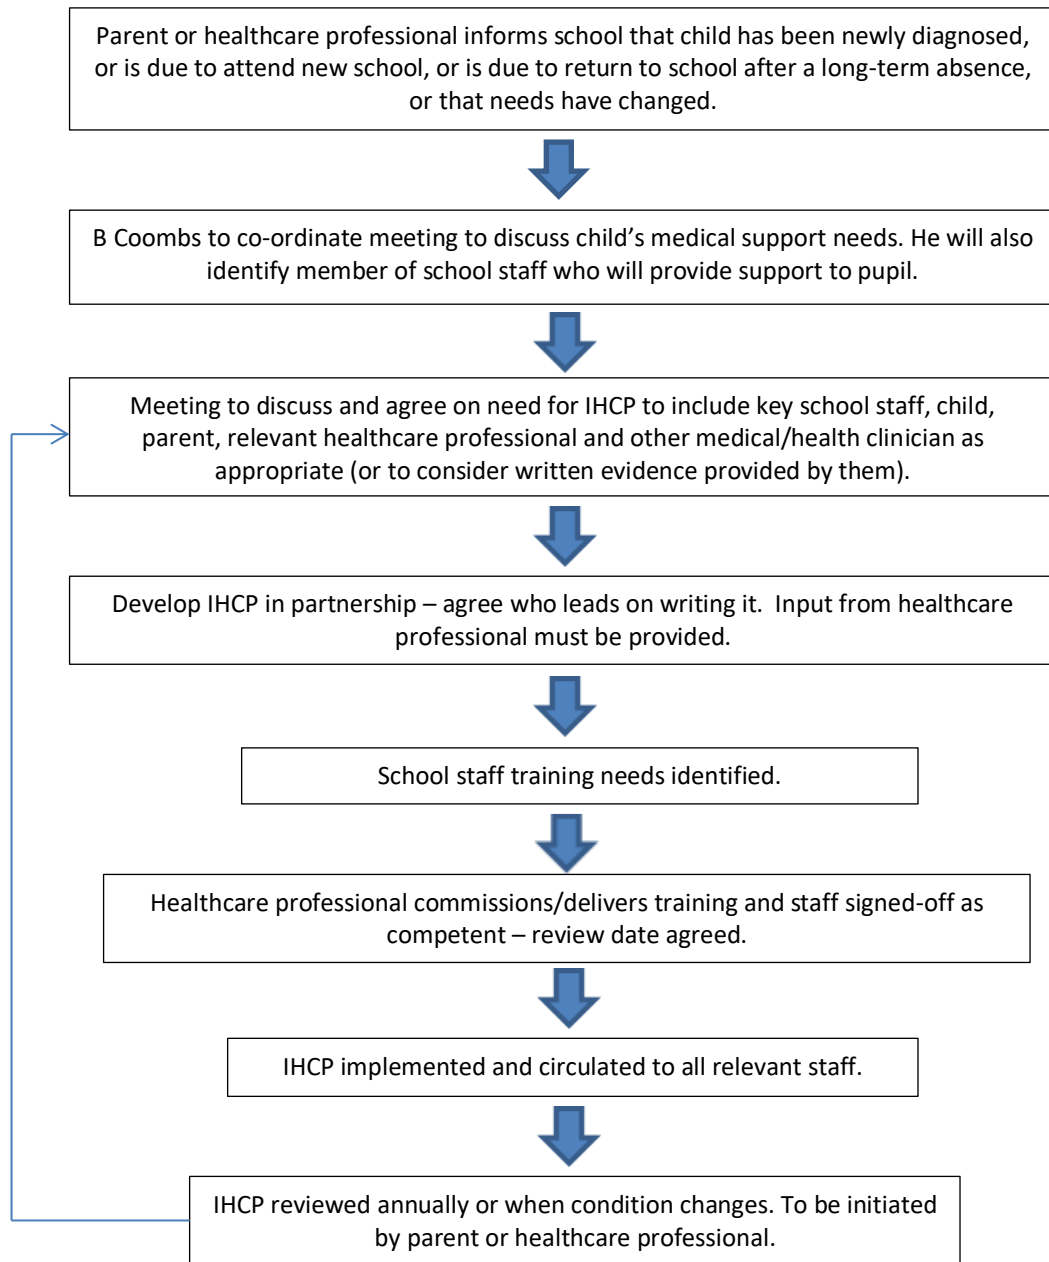 Parent or healthcare professional informs school that child has been newly diagnosed,
or is due to attend new school, or is due to return to school after a long-term absence,
or that needs have changed.
B Coombs to co-ordinate meeting to discuss child’s medical support needs. He will also
identify member of school staff who will provide support to pupil.
Meeting to discuss and agree on need for IHCP to include key school staff, child,
parent, relevant healthcare professional and other medical/health clinician as
appropriate (or to consider written evidence provided by them).
Develop IHCP in partnership – agree who leads on writing it.  Input from healthcare
professional must be provided.
School staff training needs identified.
Healthcare professional commissions/delivers training and staff signed-off as
competent – review date agreed.
IHCP implemented and circulated to all relevant staff.
IHCP reviewed annually or when condition changes. To be initiated
by parent or healthcare professional.